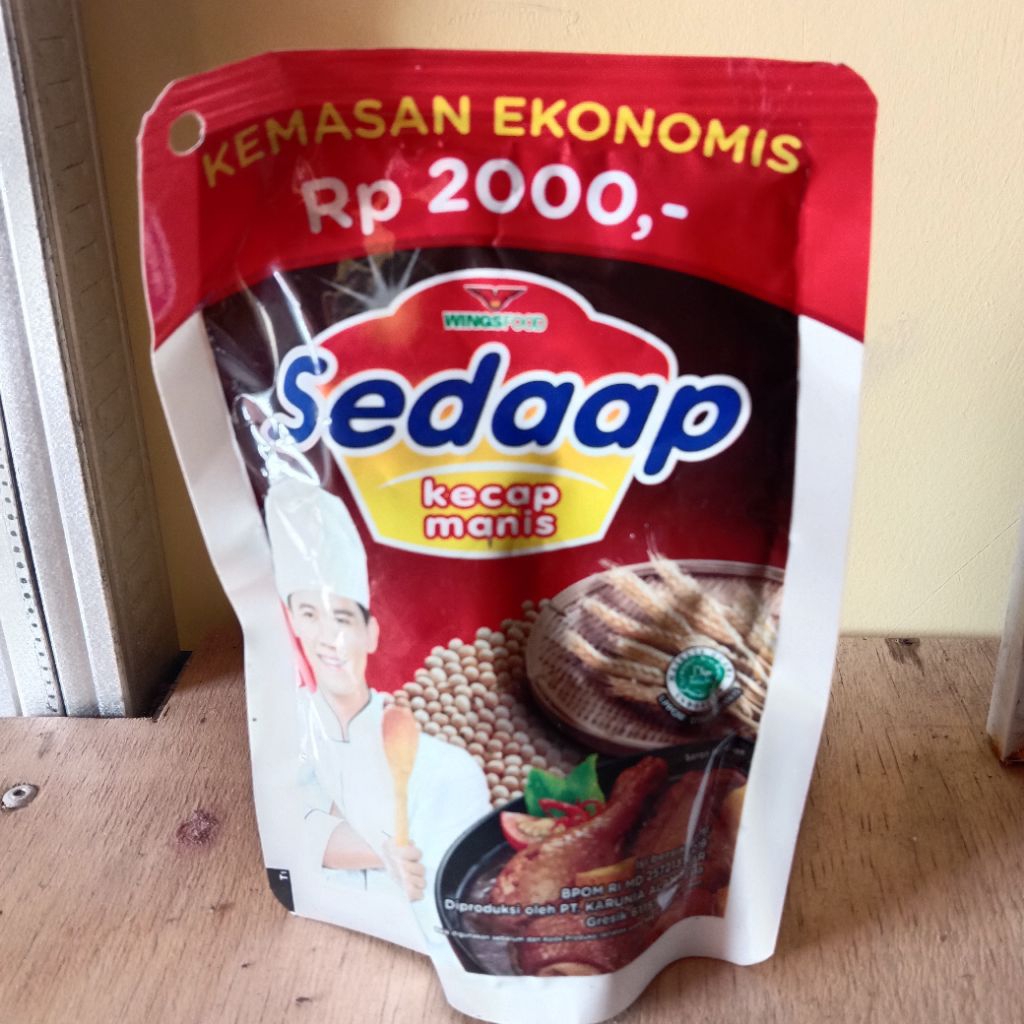 KEMASAN EKONOMIS
Rp 2000,-
WINGSFOOD
Sedaap
kecap
manis
BPOM RI MD
Diproduksi oleh PT. KARUNIA
Gresik